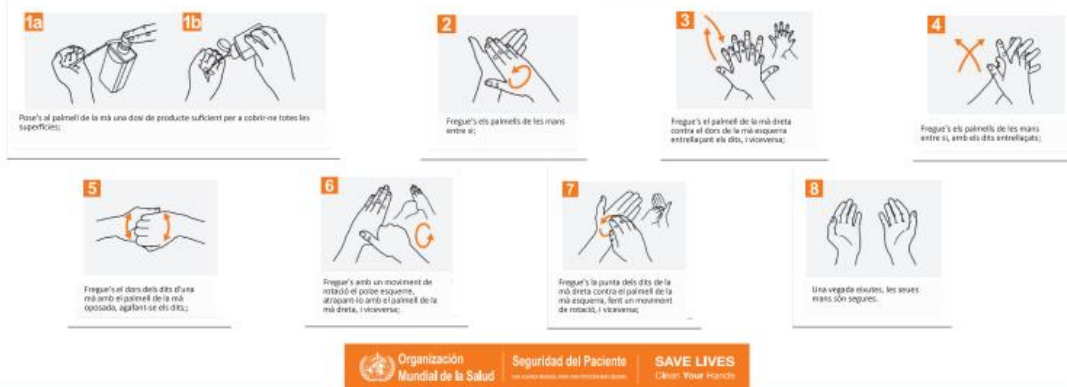 1a
1b
Pose's al palmell de la mà una dosi de producte suficient per a cobrir-ne totes les
superfícies;
2
Fregue's els palmells de les mans
entre si;
3
Fregue's el palmell de la mà dreta
contra el dors de la mà esquerra
entrellaçant els dits, i viceversa;
4
Fregue's els palmells de les mans
entre si, amb els dits entrellaçats;
5
Fregue's el dors dels dits d'una
mà amb el palmell de la mà
oposada, agafant-se els dits;;
6
Fregue's amb un moviment de
rotació el polze esquerre,
atrapant-lo amb el palmell de la
mà dreta, i viceversa;
7
Fregue's la punta dels dits de la
mà dreta contra el palmell de la
mà esquerra, fent un moviment
de rotació, i viceversa;
8
Una vegada eixutes, les seues
mans són segures.
Organización
Mundial de la Salud
Seguridad del Paciente
SAVE LIVES
Clean Your Hands